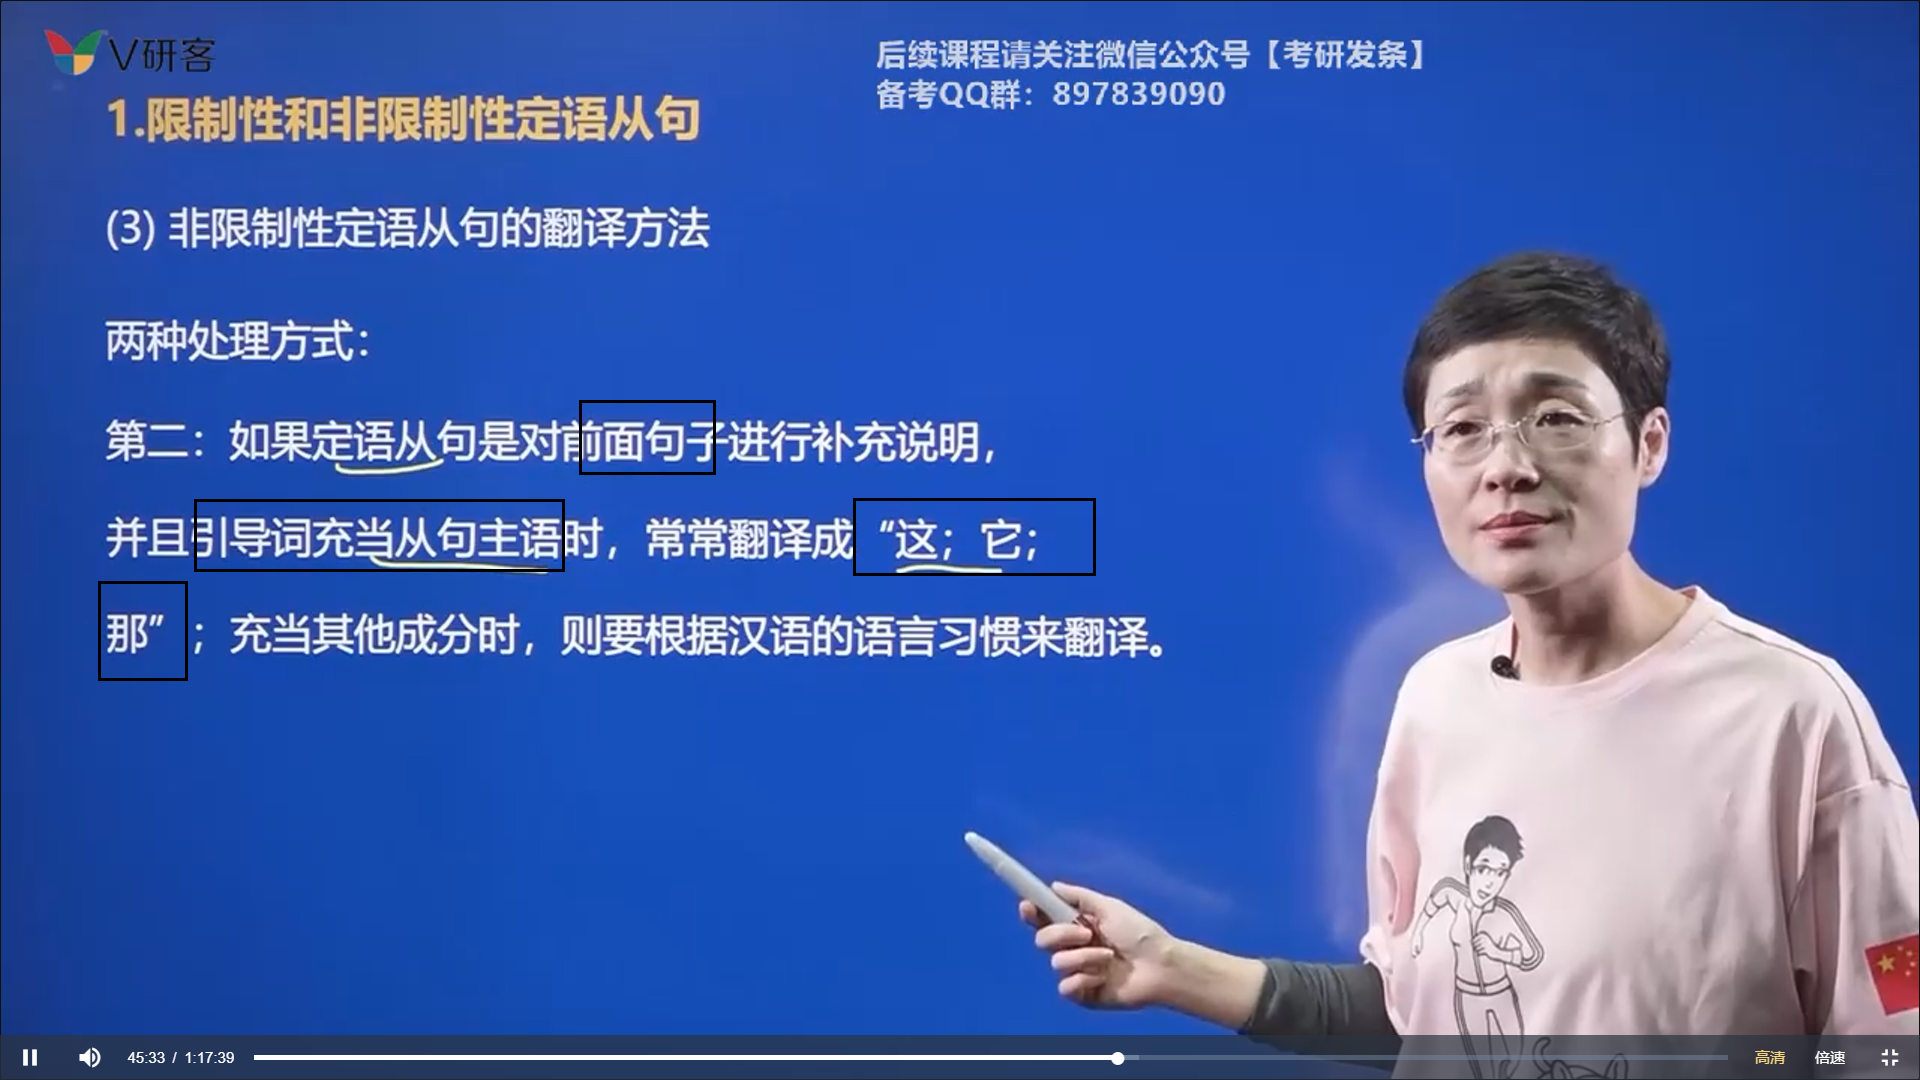 V研客
后续课程请关注微信公众号【考研发条】
备考QQ群：897839090
1.限制性和非限制性定语从句
(3) 非限制性定语从句的翻译方法
两种处理方式：
第二：如果定语从句是对前面句子进行补充说明，
并且引导词充当从句主语时，常常翻译成“这；它；
那”；充当其他成分时，则要根据汉语的语言习惯来翻译。
45:33 / 1:17:39
高清
倍速